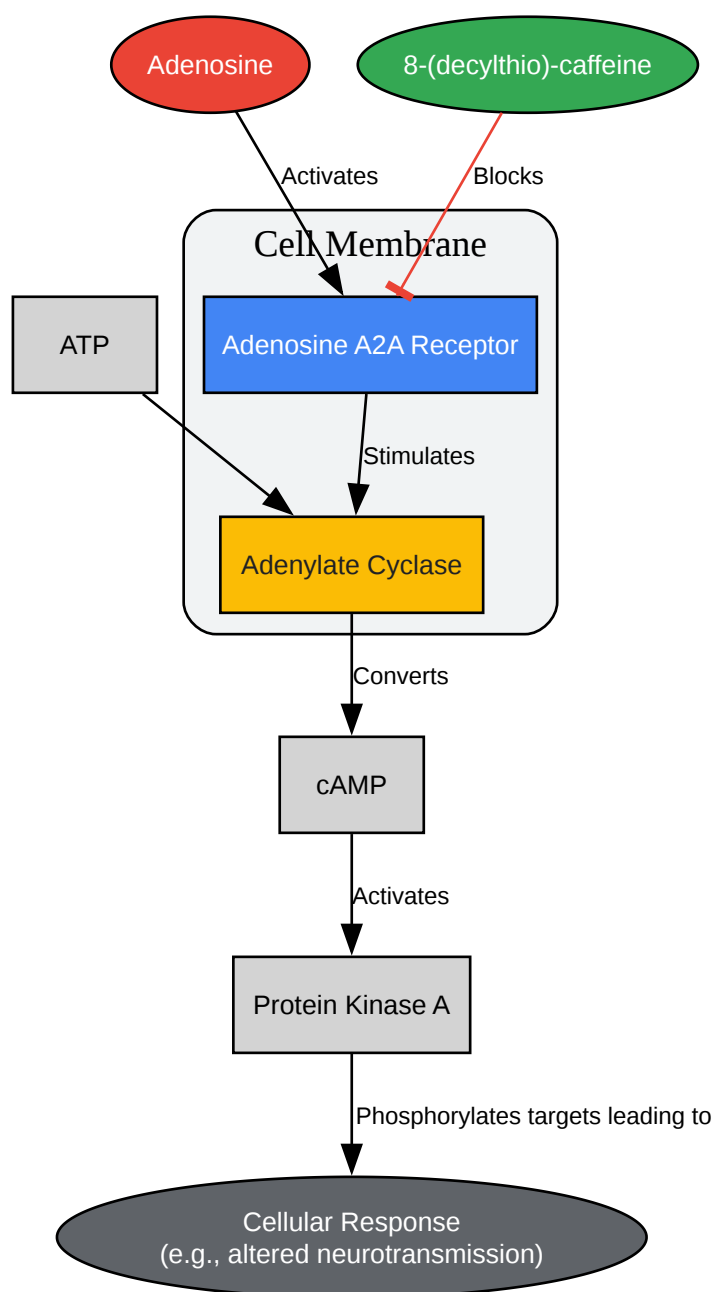 Adenosine
8-(decylthio)-caffeine
Activates
Blocks
Cell Membrane
ATP
Adenosine A2A Receptor
Stimulates
Adenylate Cyclase
Converts
cAMP
Activates
Protein Kinase A
Phosphorylates targets leading to
Cellular Response
(e.g., altered neurotransmission)